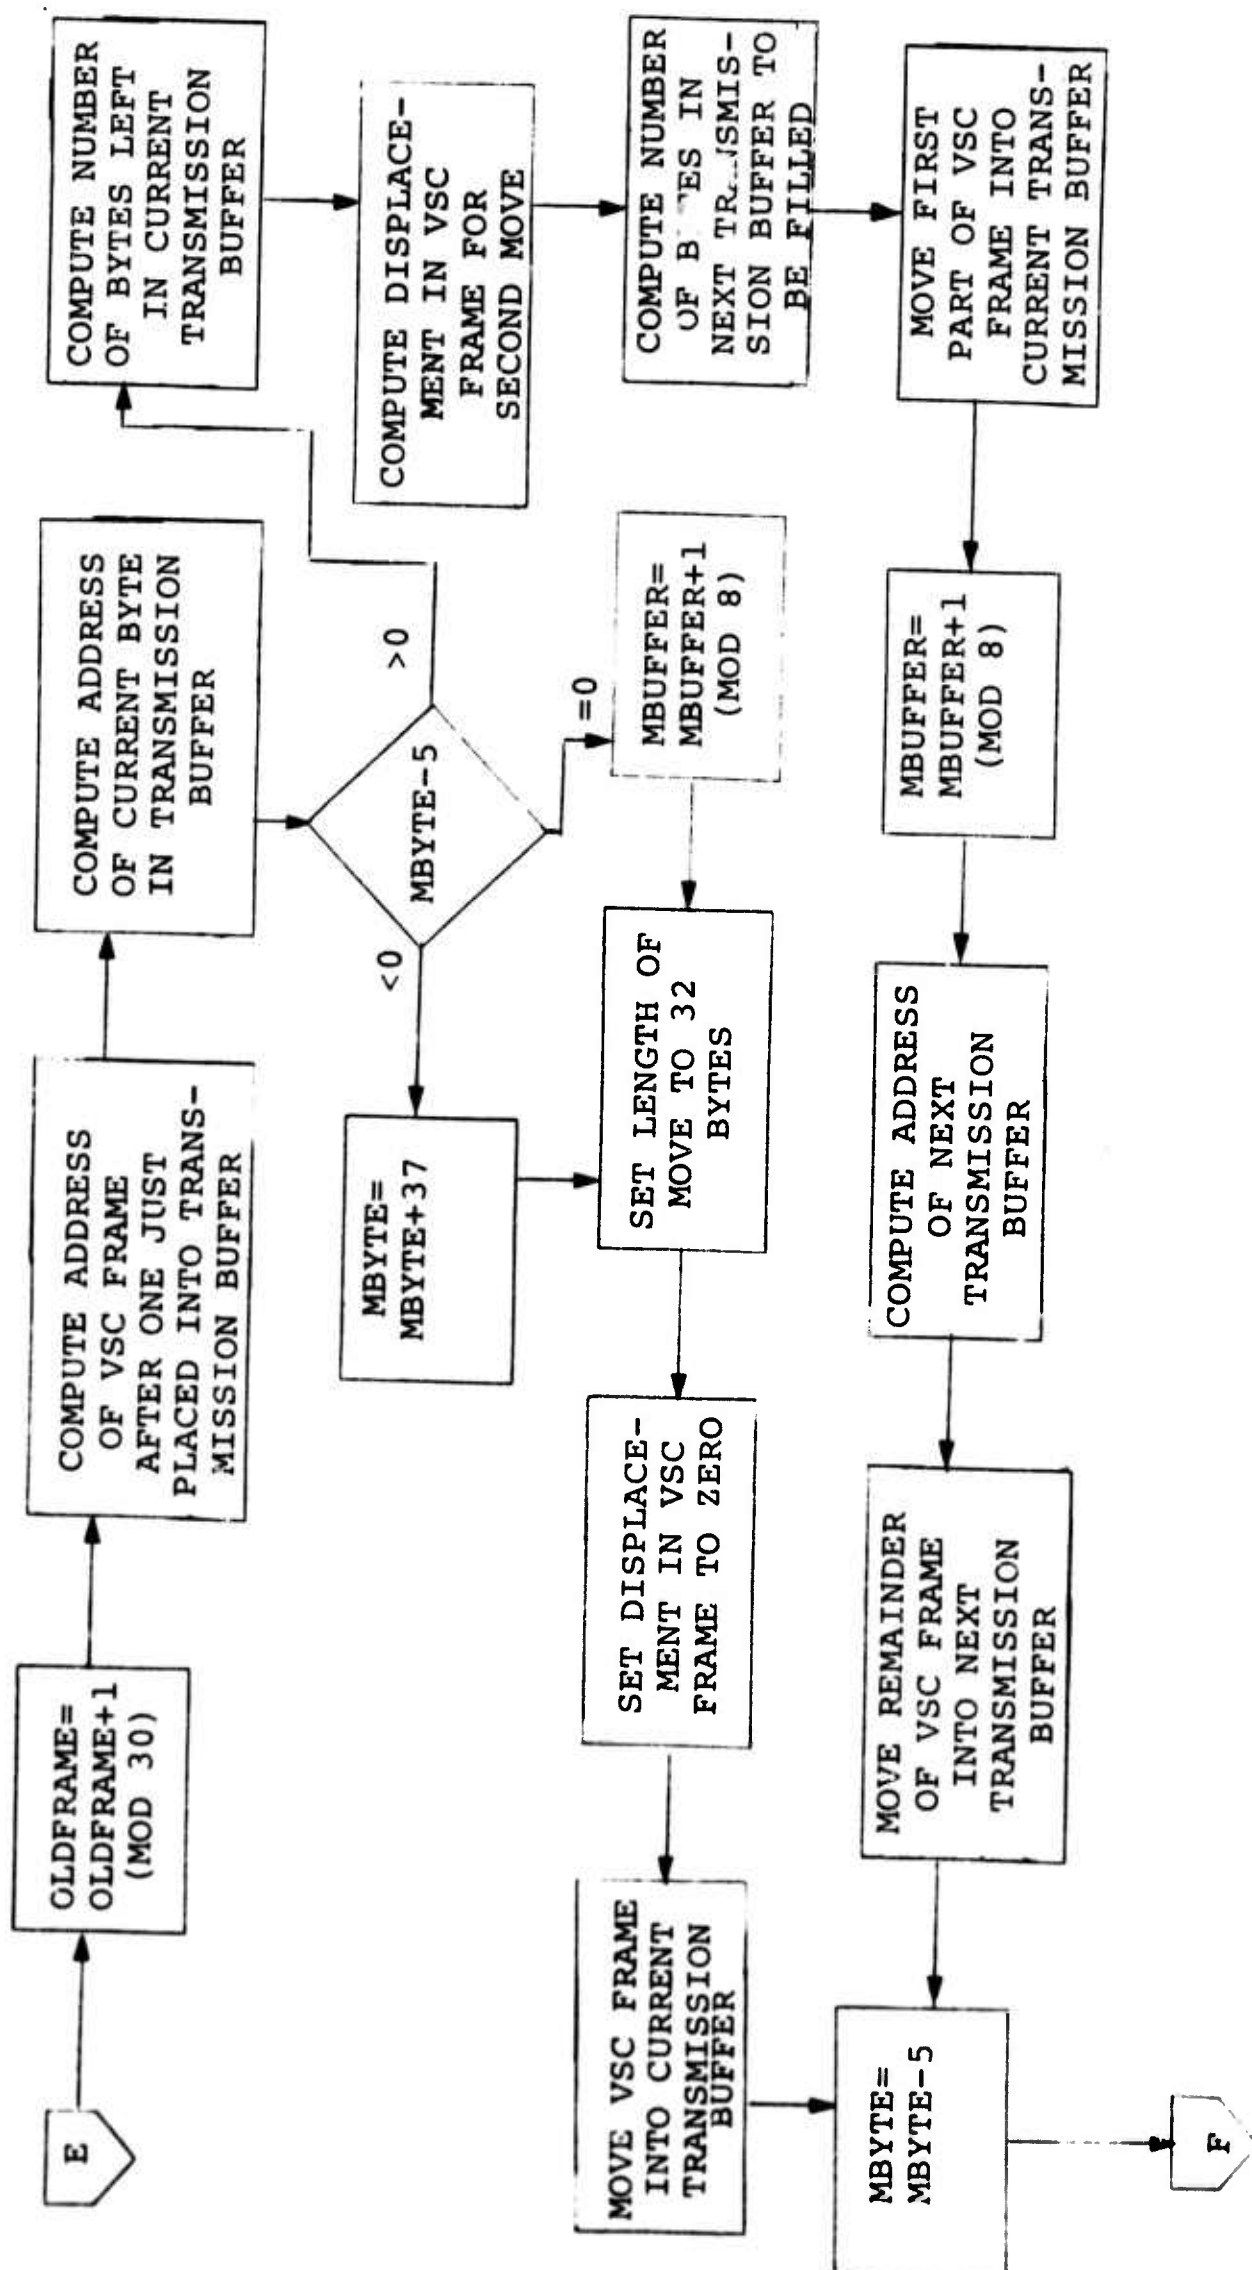 E
OLDFRAME=
OLDFRAME+1
(MOD 30)
COMPUTE ADDRESS
OF VSC FRAME
AFTER ONE JUST
PLACED INTO TRANS-
MISSION BUFFER
COMPUTE ADDRESS
OF CURRENT BYTE
IN TRANSMISSION
BUFFER
COMPUTE NUMBER
OF BYTES LEFT
IN CURRENT
TRANSMISSION
BUFFER
MBYTE=
MBYTE+37
<0
MBYTE-5
>0
=0
COMPUTE DISPLACE-
MENT IN VSC
FRAME FOR
SECOND MOVE
MOVE VSC FRAME
INTO CURRENT
TRANSMISSION
BUFFER
SET DISPLACE-
MENT IN VSC
FRAME TO ZERO
SET LENGTH OF
MOVE TO 32
BYTES
MBUFFER=
MBUFFER+1
(MOD 8)
COMPUTE NUMBER
OF IN
NEXT
SION BUFFER TO
BE FILLED
MBYTE=
MBYTE-5
MOVE REMAINDER
OF VSC FRAME
INTO NEXT
TRANSMISSION
BUFFER
COMPUTE ADDRESS
OF NEXT
TRANSMISSION
BUFFER
MBUFFER=
MBUFFER+1
(MOD 8)
MOVE FIRST
PART OF VSC
FRAME INTO
CURRENT TRANS-
MISSION BUFFER
F